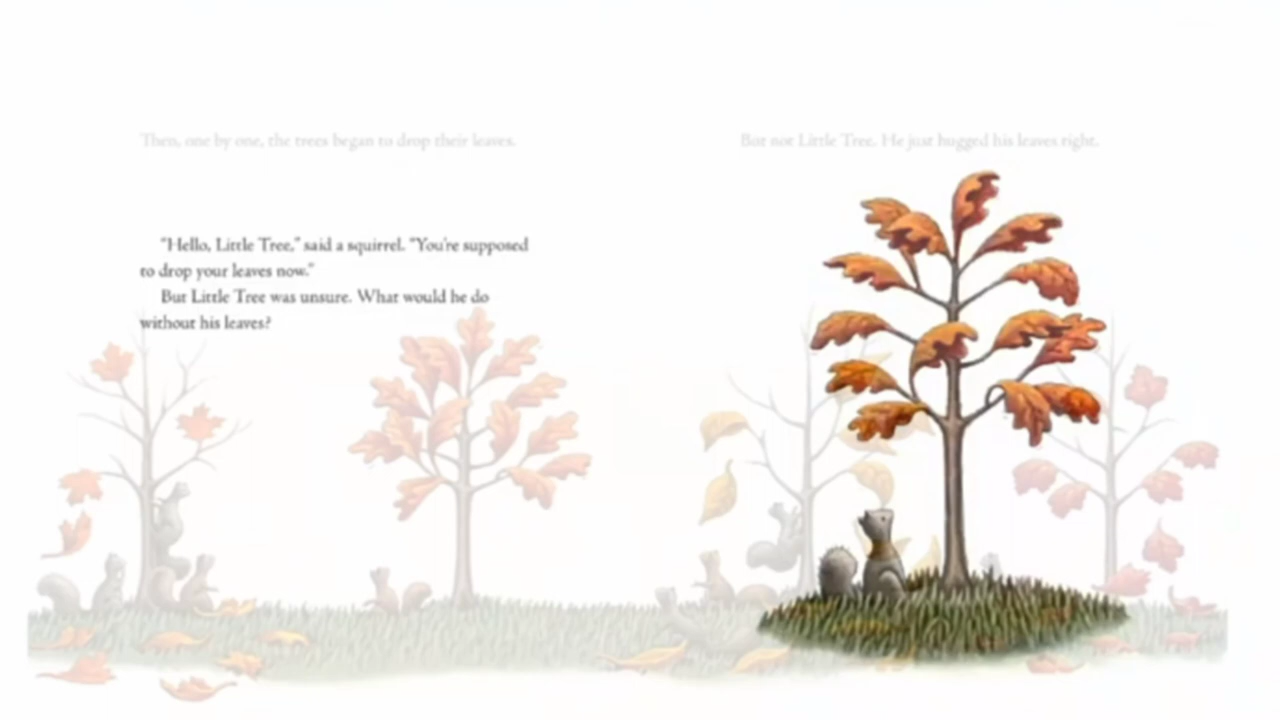 Then, one by one, the trees began to drop their leaves.
But not Little Tree. He just hugged his leaves tight.
"Hello, Little Tree," said a squirrel. "You're supposed
to drop your leaves now."
But Little Tree was unsure. What would he do
without his leaves?